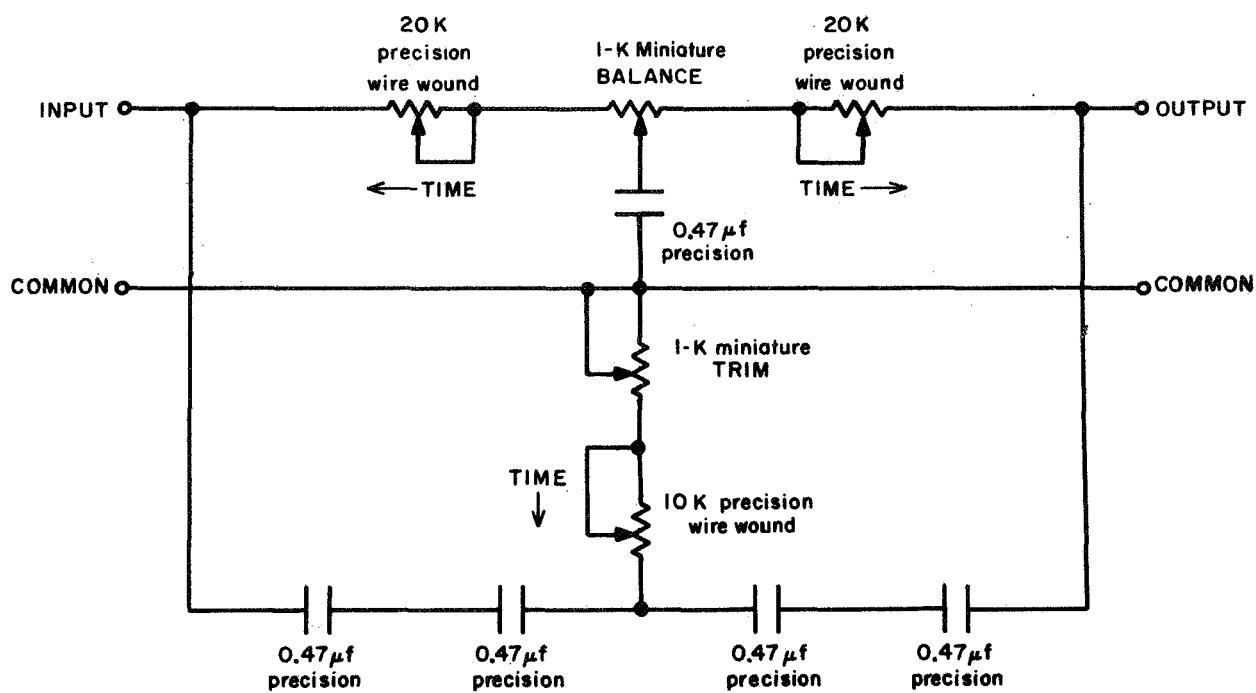 20K
precision
wire wound
1-K Miniature
BALANCE
20K
precision
wire wound
INPUT
OUTPUT
TIME
TIME
0.47µf
precision
COMMON
COMMON
1-K miniature
TRIM
TIME
10K precision
wire wound
0.47µf
precision
0.47µf
precision
0.47µf
precision
0.47µf
precision